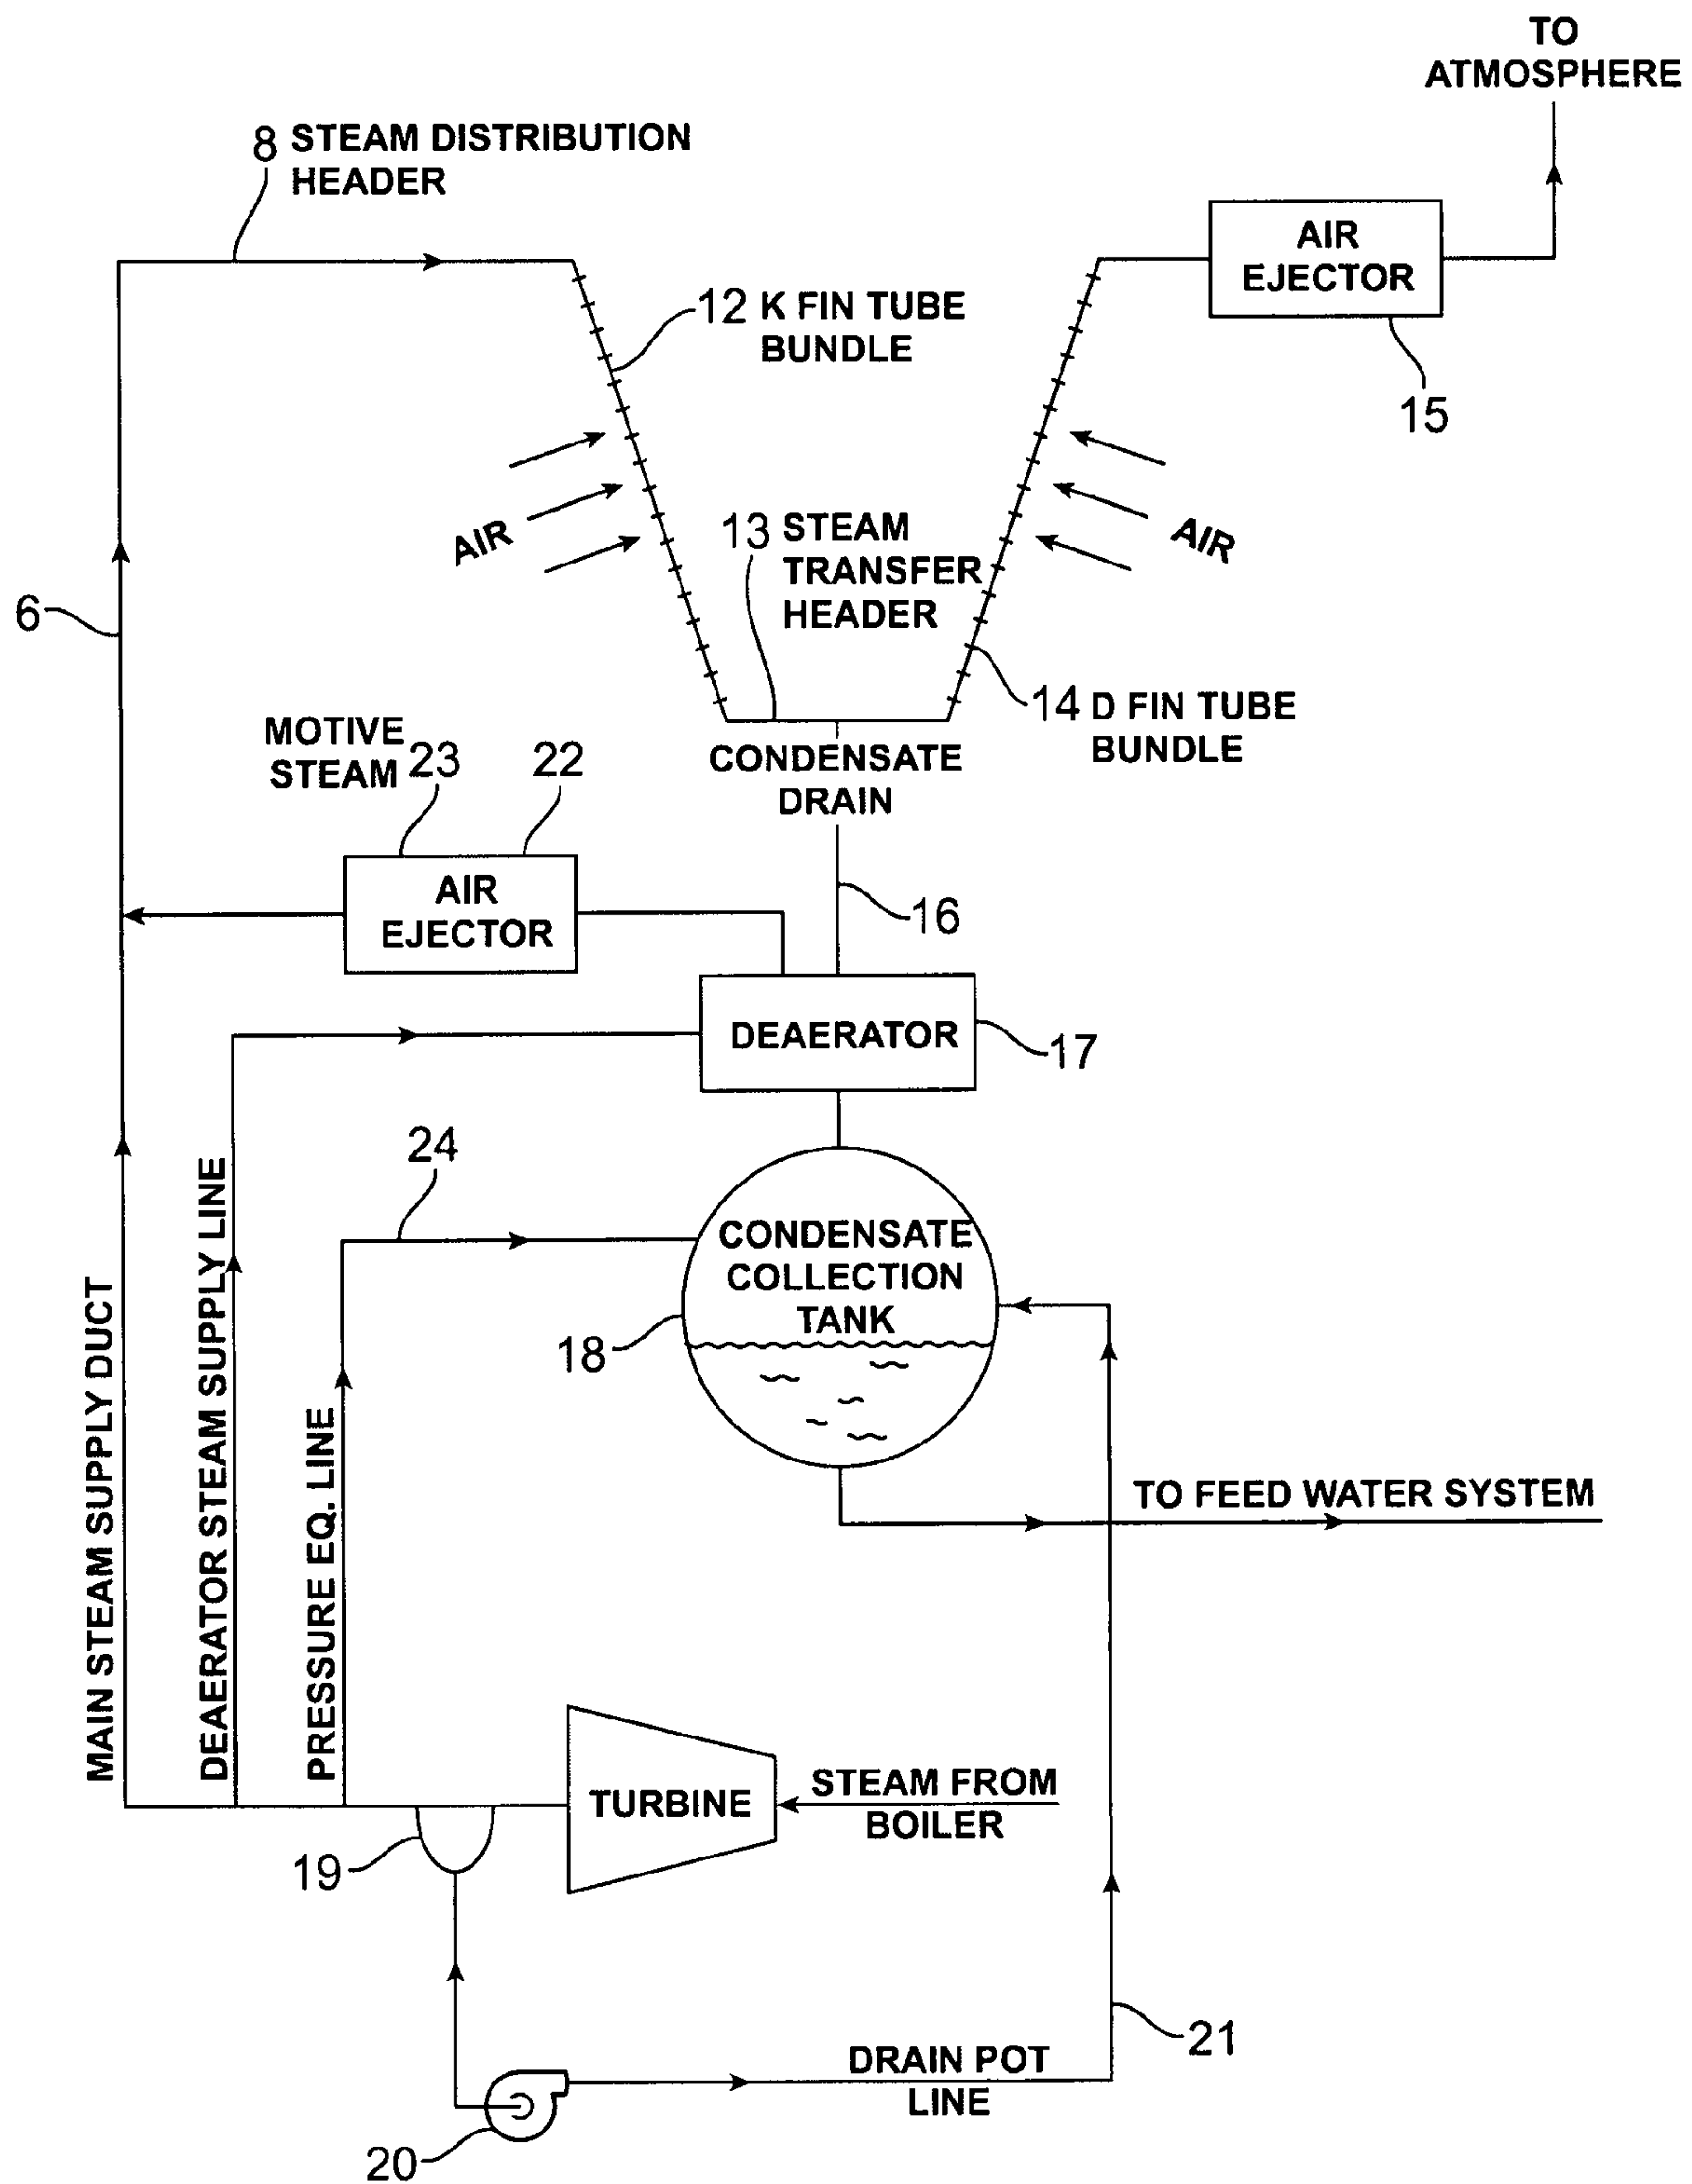 TO
ATMOSPHERE
8 STEAM DISTRIBUTION
HEADER
AIR
EJECTOR
15
12 K FIN TUBE
BUNDLE
AIR
13 STEAM
TRANSFER
HEADER
AIR
6
14 D FIN TUBE
BUNDLE
MOTIVE
STEAM 23
22
CONDENSATE
DRAIN
AIR
EJECTOR
16
DEAERATOR
17
24
CONDENSATE
COLLECTION
TANK
18
MAIN STEAM SUPPLY DUCT
DEAERATOR STEAM SUPPLY LINE
PRESSURE EQ. LINE
TO FEED WATER SYSTEM
TURBINE
STEAM FROM
BOILER
19
21
DRAIN POT
LINE
20